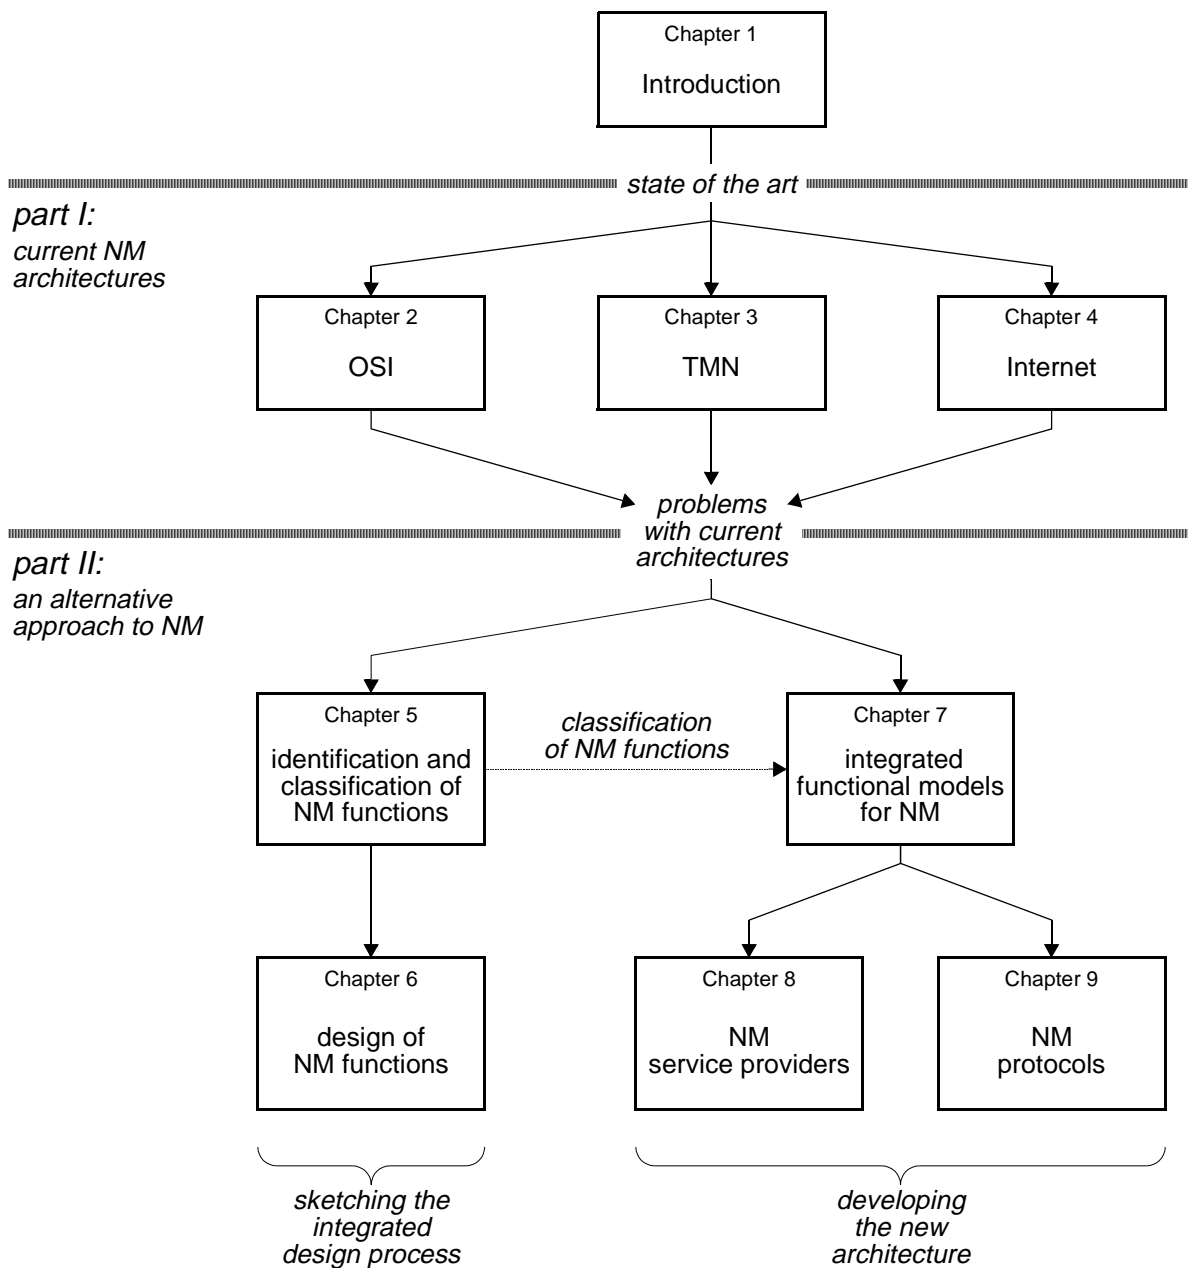 Chapter 1
Introduction
state of the art
part I:
current NM
architectures
Chapter 2
OSI
Chapter 3
TMN
Chapter 4
Internet
problems
with current
architectures
part II:
an alternative
approach to NM
Chapter 5
identification and
classification of
NM functions
classification
of NM functions
Chapter 7
integrated
functional models
for NM
Chapter 6
design of
NM functions
Chapter 8
NM
service providers
Chapter 9
NM
protocols
sketching the
integrated
design process
developing
the new
architecture